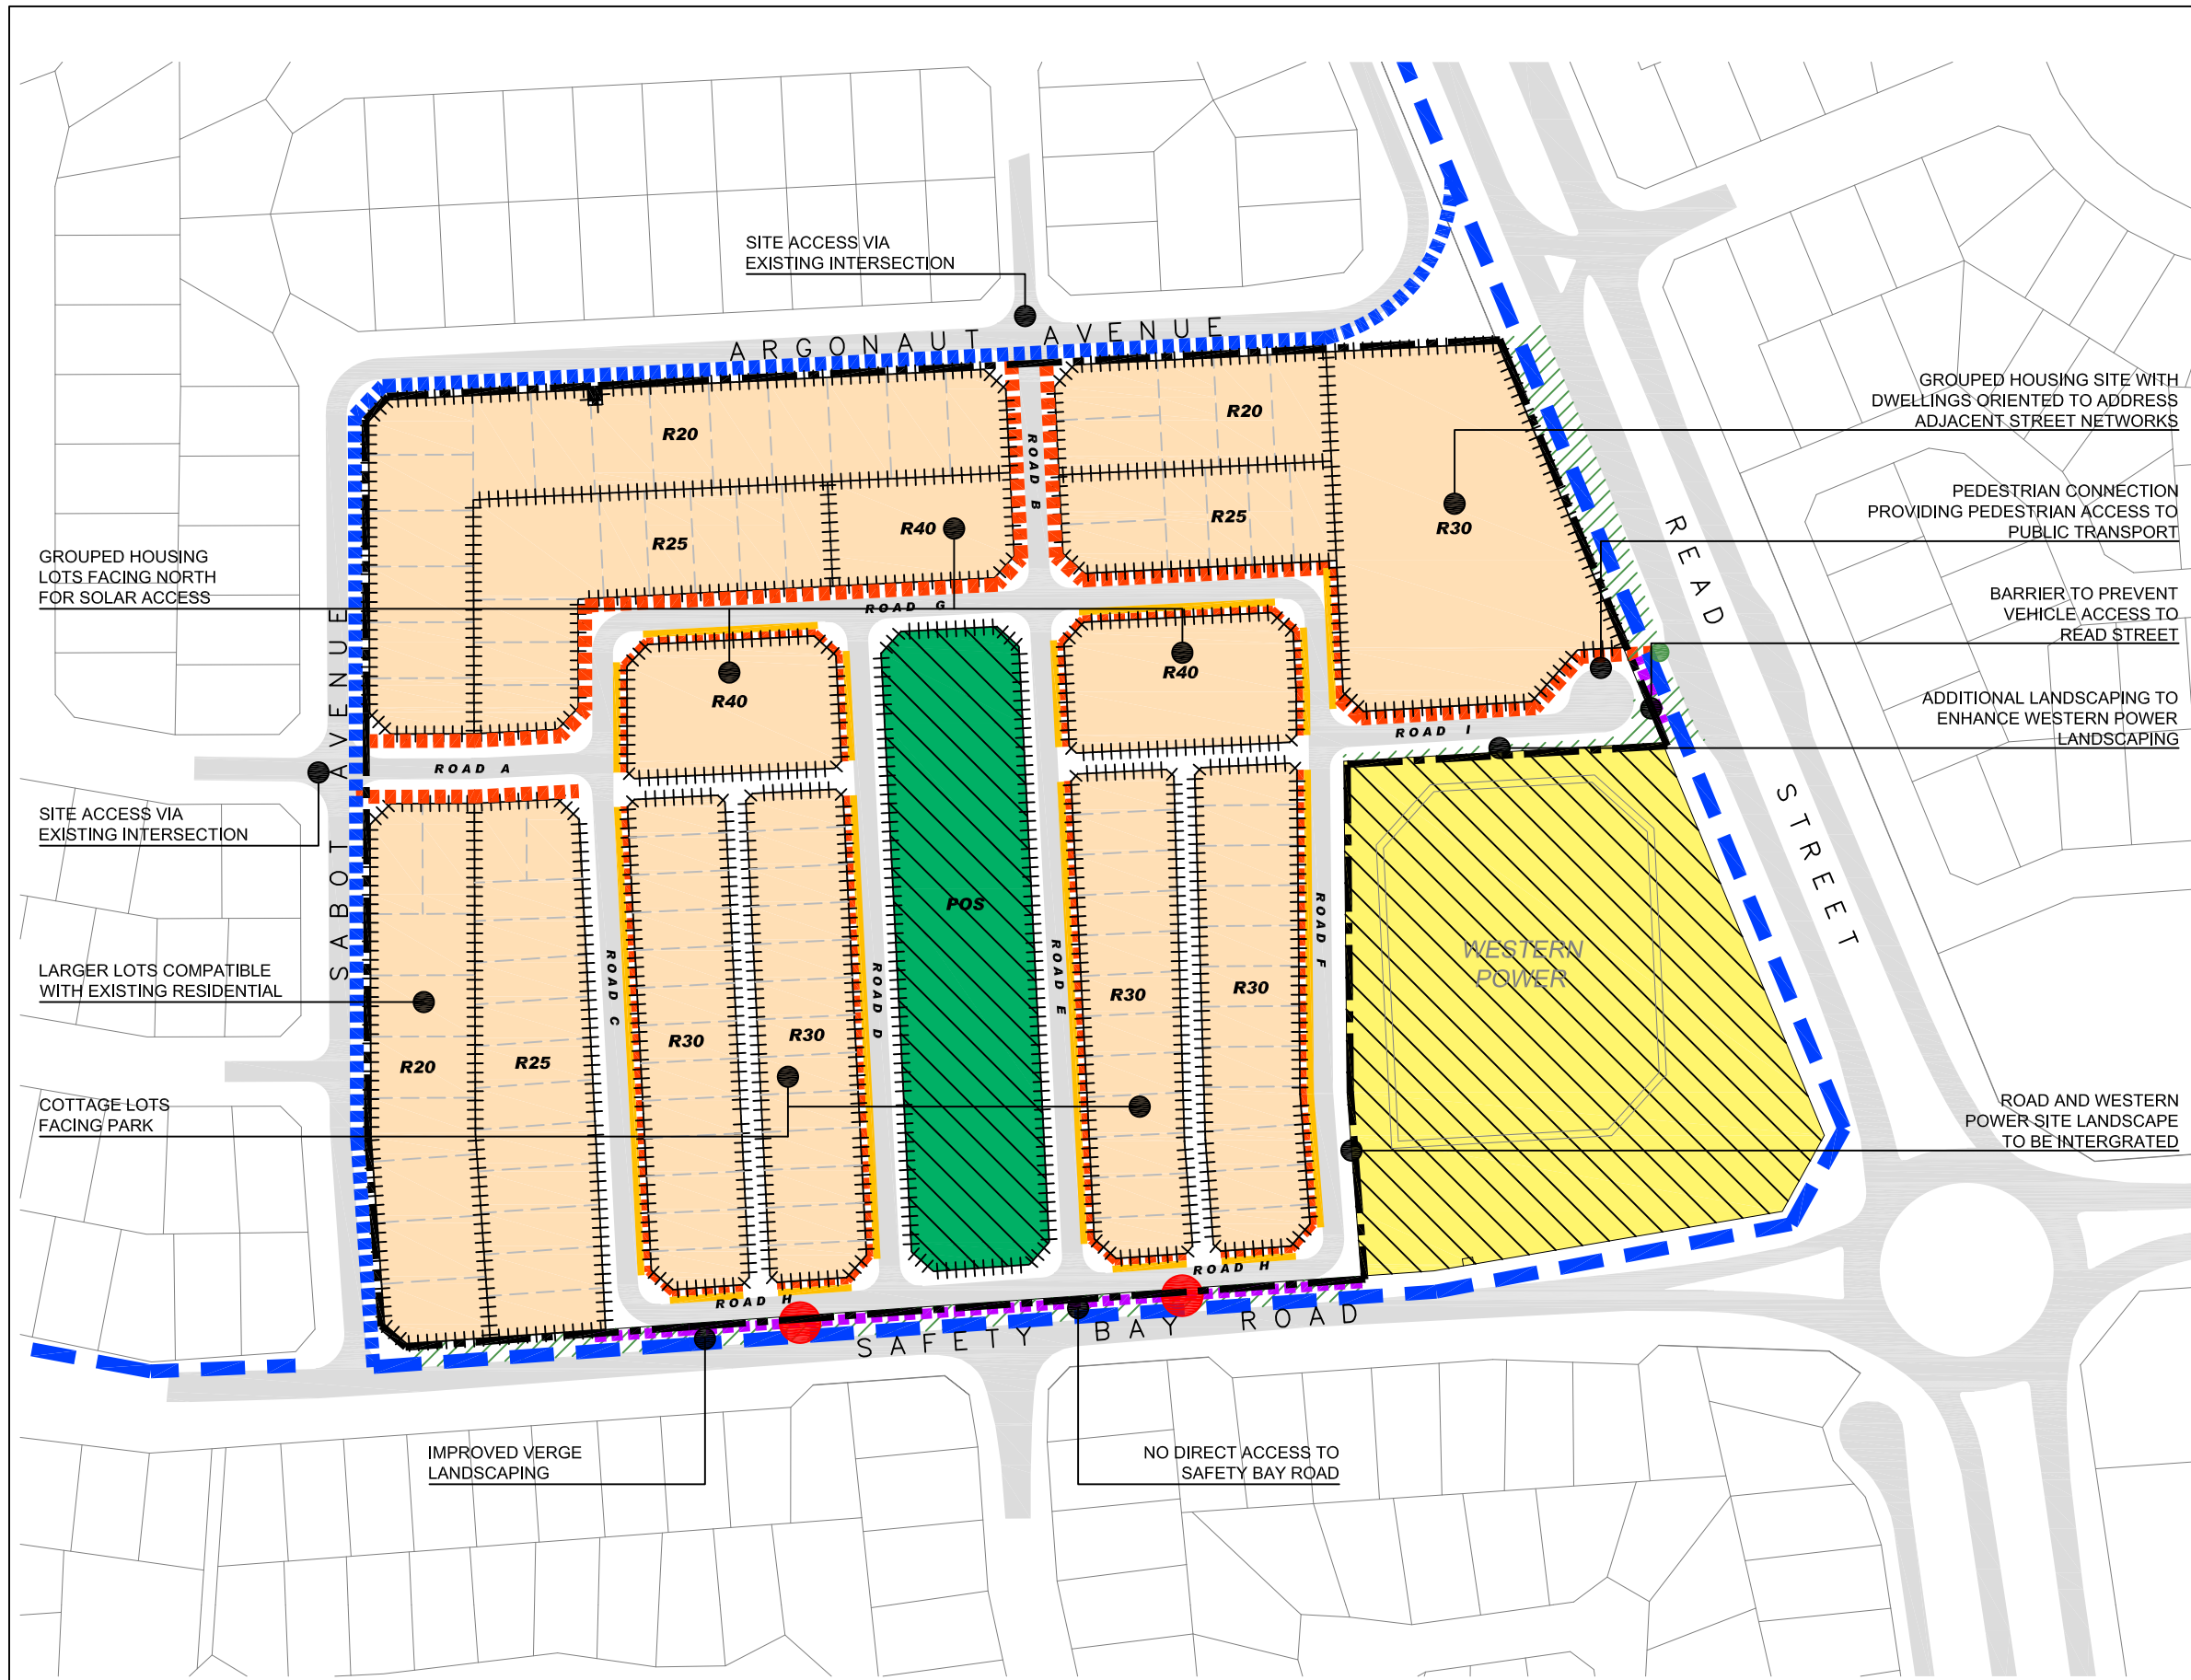 SITE ACCESS VIA
EXISTING INTERSECTION
ARGONAUT AVENUE
GROUPED HOUSING SITE WITH
DWELLINGS ORIENTED TO ADDRESS
ADJACENT STREET NETWORKS
R20
R20
ROAD B
PEDESTRIAN CONNECTION
PROVIDING PEDESTRIAN ACCESS TO
PUBLIC TRANSPORT
R25
R40
R25
R30
READ STREET
GROUPED HOUSING
LOTS FACING NORTH
FOR SOLAR ACCESS
ROAD G
BARRIER TO PREVENT
VEHICLE ACCESS TO
READ STREET
R40
R40
ADDITIONAL LANDSCAPING TO
ENHANCE WESTERN POWER
LANDSCAPING
ROAD I
ROAD A
SABOT AVENUE
SITE ACCESS VIA
EXISTING INTERSECTION
POS
WESTERN
POWER
LARGER LOTS COMPATIBLE
WITH EXISTING RESIDENTIAL
ROAD C
ROAD D
ROAD E
ROAD F
R20
R25
R30
R30
R30
R30
COTTAGE LOTS
FACING PARK
ROAD AND WESTERN
POWER SITE LANDSCAPE
TO BE INTERGRATED
ROAD H
ROAD H
SAFETY BAY ROAD
IMPROVED VERGE
LANDSCAPING
NO DIRECT ACCESS TO
SAFETY BAY ROAD